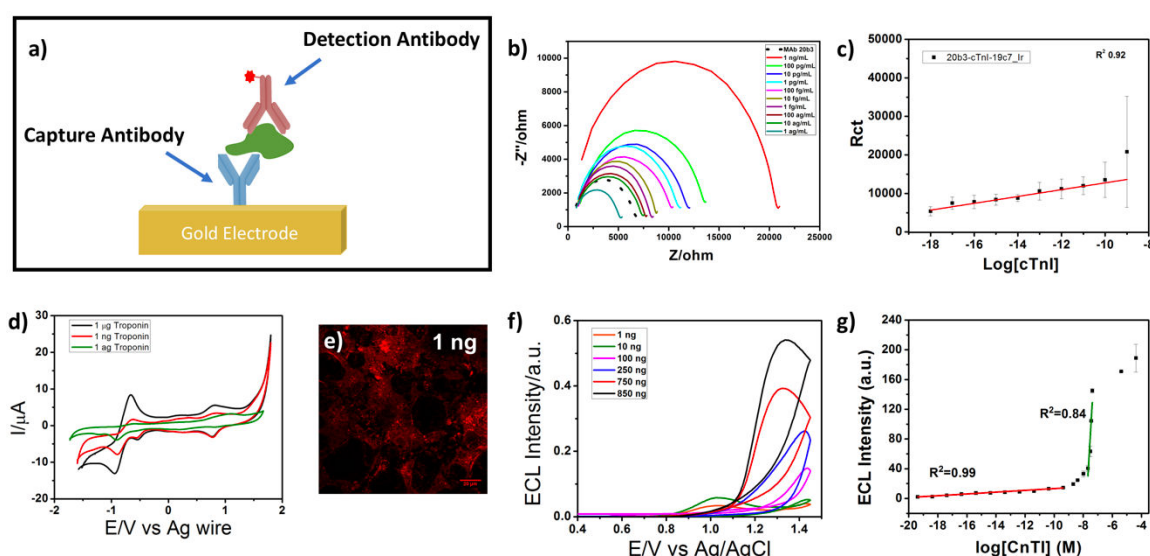 a)
Detection Antibody
Capture Antibody
Gold Electrode
b)
-Z''/ohm
10000
8000
6000
4000
2000
0
0
5000
10000
15000
20000
25000
Z/ohm
MAb 20b3
1 ng/mL
100 pg/mL
10 pg/mL
1 pg/mL
100 fg/mL
10 fg/mL
1 fg/mL
100 ag/mL
10 ag/mL
1 ag/mL
c)
Rct
50000
40000
30000
20000
10000
0
20b3-cTnI-19c7_Ir
R² 0.92
-18
-16
-14
-12
-10
-8
Log[cTnI]
d)
I/μA
30
20
10
0
-10
-20
1 μg Troponin
1 ng Troponin
1 ag Troponin
-2
-1
0
1
2
E/V vs Ag wire
e)
1 ng
f)
ECL Intensity/a.u.
0.6
0.4
0.2
0.0
1 ng
10 ng
100 ng
250 ng
750 ng
850 ng
0.4
0.6
0.8
1.0
1.2
1.4
E/V vs Ag/AgCl
g)
ECL Intensity (a.u.)
240
200
160
120
80
40
0
R²=0.84
R²=0.99
-20
-18
-16
-14
-12
-10
-8
-6
-4
log[CnTI] (M)